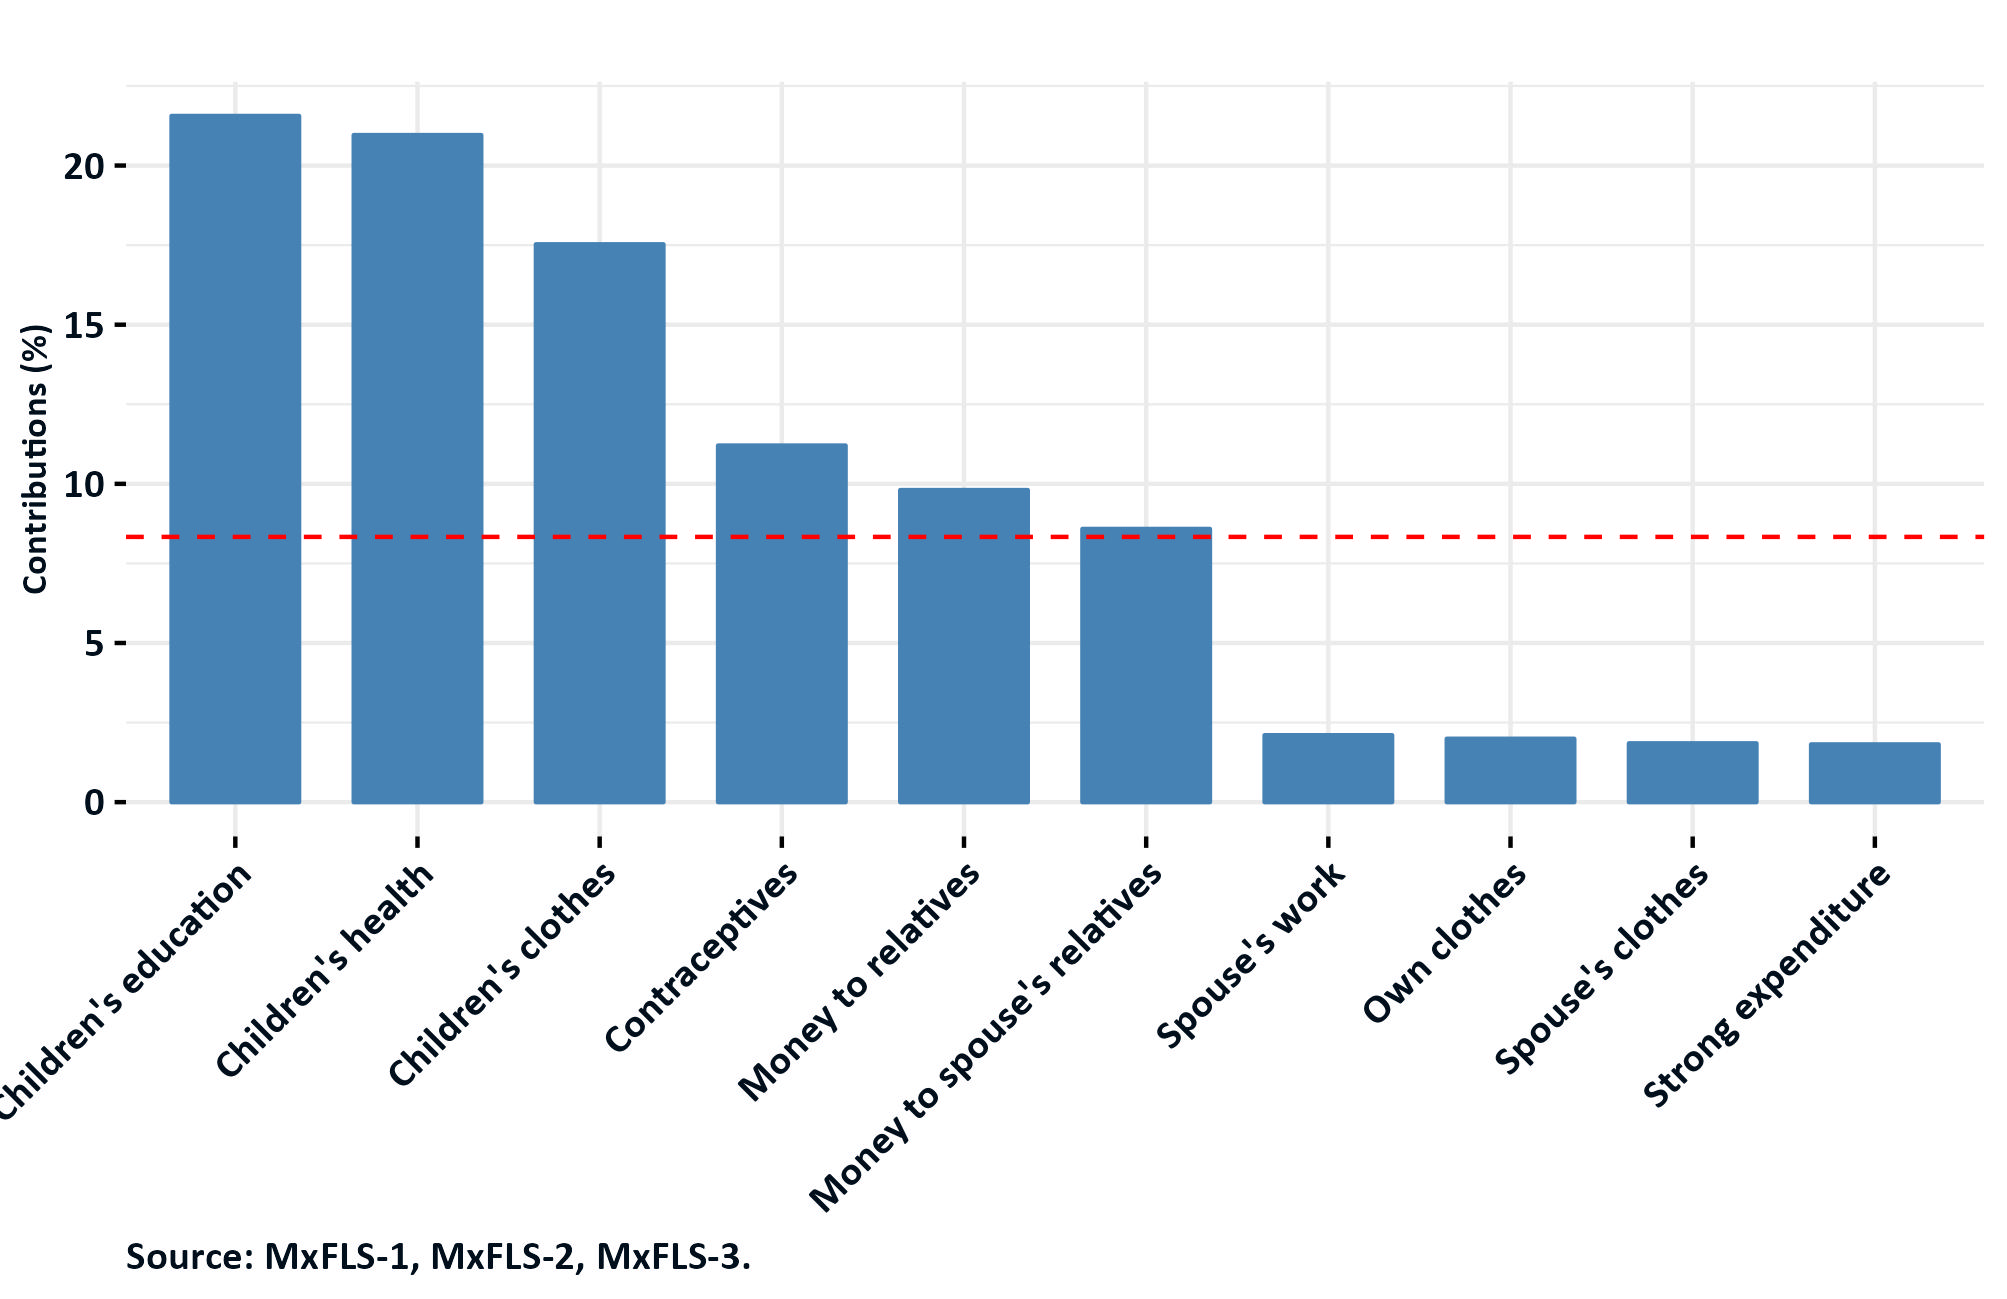 Contributions (%)
20
15
10
5
0
Children's education
Children's health
Children's clothes
Contraceptives
Money to relatives
Money to spouse's relatives
Spouse's work
Own clothes
Spouse's clothes
Strong expenditure
Source: MxFLS-1, MxFLS-2, MxFLS-3.